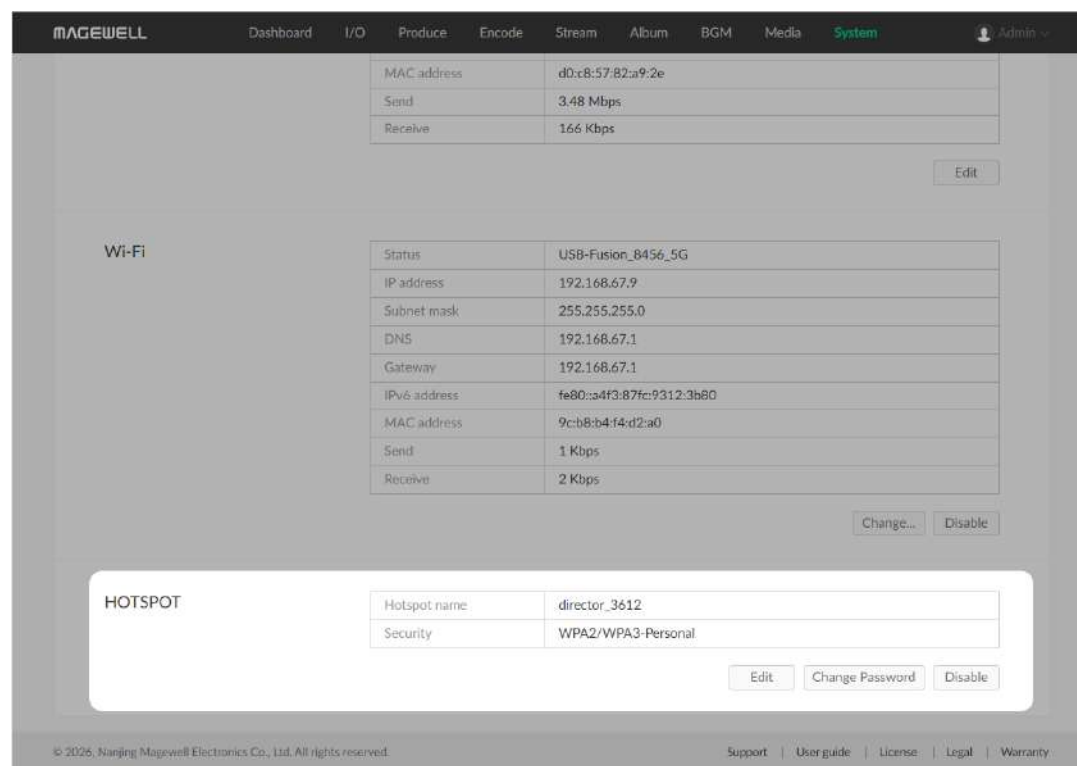 MAGEWELL Dashboard I/O Produce Encode Stream Album BGM Media System Admin
MAC address d0:c8:57:82:a9:2e
Send 3.48 Mbps
Receive 166 Kbps
Edit
Wi-Fi
Status USB-Fusion_8456_5G
IP address 192.168.67.9
Subnet mask 255.255.255.0
DNS 192.168.67.1
Gateway 192.168.67.1
IPv6 address fe80::a4f3:87fc:9312:3b80
MAC address 9c:b8:b4:f4:d2:a0
Send 1 Kbps
Receive 2 Kbps
Change... Disable
HOTSPOT
Hotspot name director_3612
Security WPA2/WPA3-Personal
Edit Change Password Disable
© 2026, Nanjing Magewell Electronics Co., Ltd. All rights reserved. Support | User guide | License | Legal | Warranty